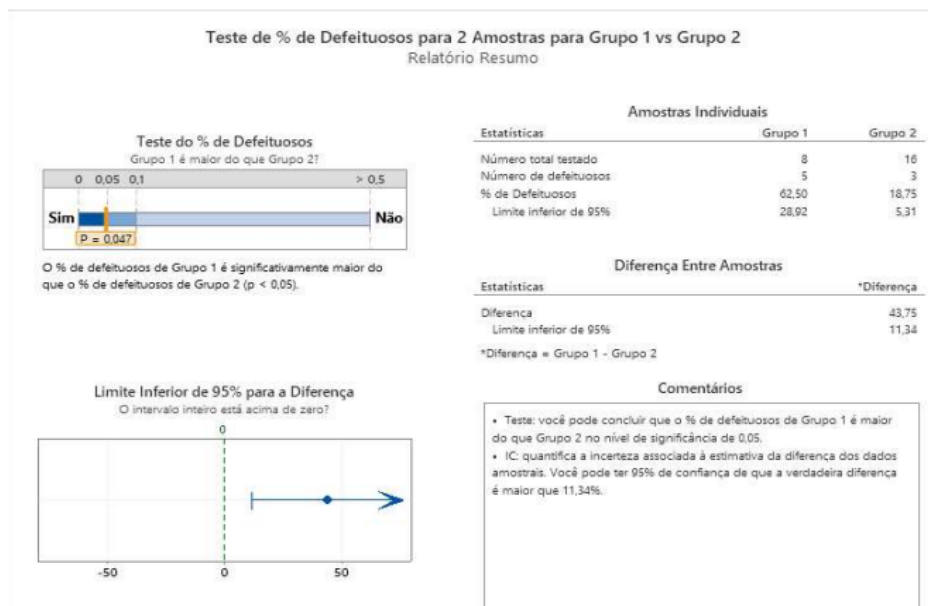 Teste de % de Defeituosos para 2 Amostras para Grupo 1 vs Grupo 2
Relatório Resumo
Teste do % de Defeituosos
Grupo 1 é maior do que Grupo 2?
0 0,05 0,1 > 0,5
Sim Não
P = 0,047
O % de defeituosos de Grupo 1 é significativamente maior do
que o % de defeituosos de Grupo 2 (p < 0,05).
Amostras Individuais
Estatísticas Grupo 1 Grupo 2
Número total testado 8 16
Número de defeituosos 5 3
% de Defeituosos 62,50 18,75
Limite inferior de 95% 28,92 5,31
Diferença Entre Amostras
Estatísticas *Diferença
Diferença 43,75
Limite inferior de 95% 11,34
*Diferença = Grupo 1 - Grupo 2
Limite Inferior de 95% para a Diferença
O intervalo inteiro está acima de zero?
0
-50 0 50
Comentários
• Teste: você pode concluir que o % de defeituosos de Grupo 1 é maior
do que Grupo 2 no nível de significância de 0,05.
• IC: quantifica a incerteza associada à estimativa da diferença dos dados
amostrais. Você pode ter 95% de confiança de que a verdadeira diferença
é maior que 11,34%.